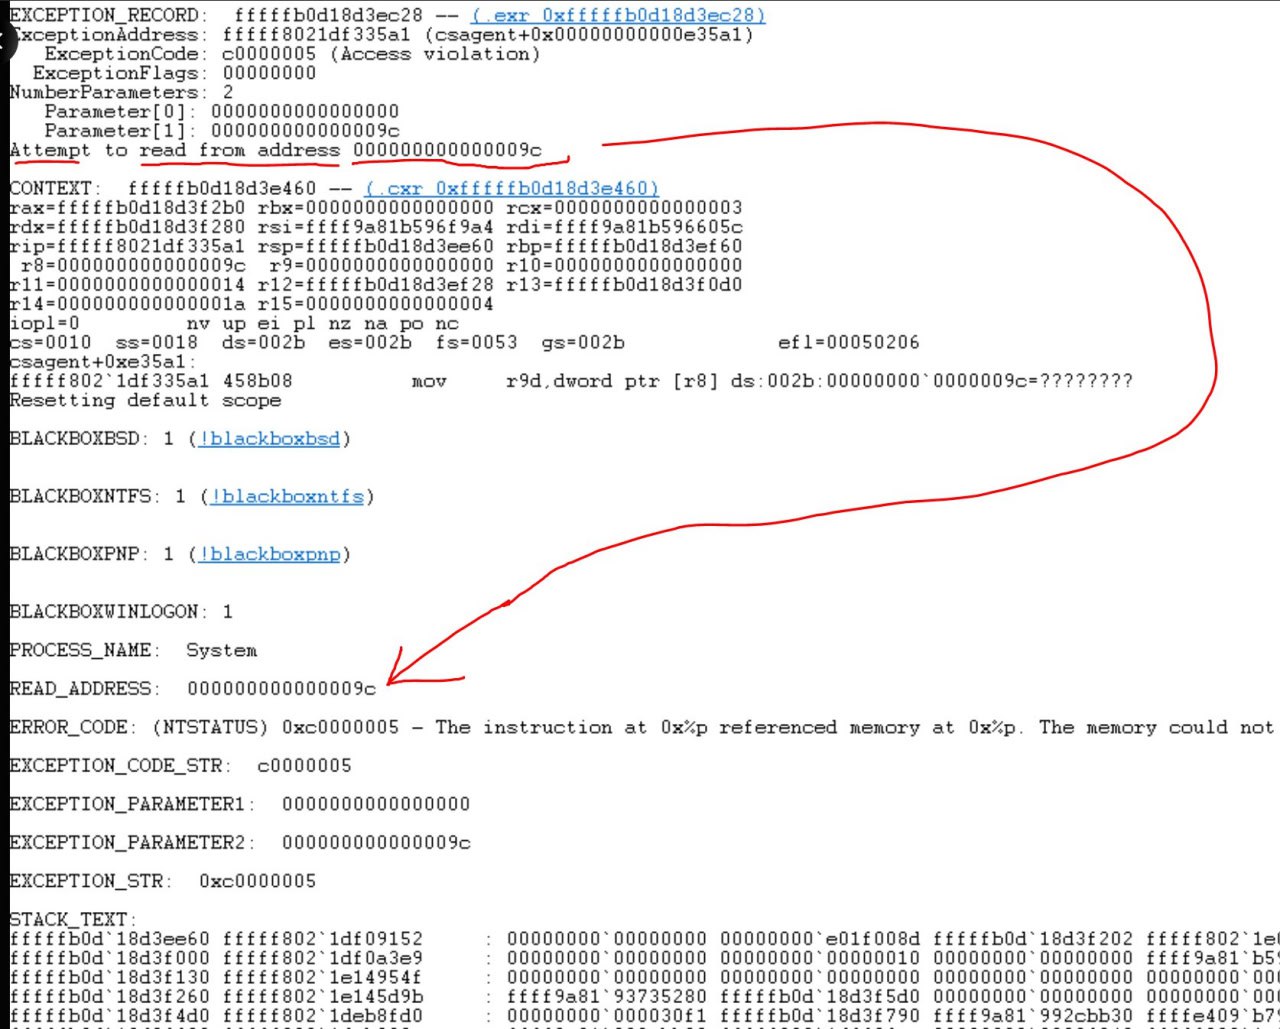 EXCEPTION_RECORD:  fffffb0d18d3ec28 -- (.exr 0xfffffb0d18d3ec28)
ExceptionAddress: fffff8021df335a1 (csagent+0x00000000000e35a1)
ExceptionCode: c0000005 (Access violation)
ExceptionFlags: 00000000
NumberParameters: 2
Parameter[0]: 0000000000000000
Parameter[1]: 000000000000009c
Attempt to read from address 000000000000009c
CONTEXT:  fffffb0d18d3e460 -- (.cxr 0xfffffb0d18d3e460)
rax=fffffb0d18d3f2b0 rbx=0000000000000000 rcx=0000000000000003
rdx=fffffb0d18d3f280 rsi=ffff9a81b596f9a4 rdi=ffff9a81b596605c
rip=fffff8021df335a1 rsp=fffffb0d18d3ee60 rbp=fffffb0d18d3ef60
r8=000000000000009c  r9=0000000000000000 r10=0000000000000000
r11=0000000000000014 r12=fffffb0d18d3ef28 r13=fffffb0d18d3f0d0
r14=000000000000001a r15=0000000000000004
iopl=0         nv up ei pl nz na po nc
cs=0010  ss=0018  ds=002b  es=002b  fs=0053  gs=002b             efl=00050206
csagent+0xe35a1:
fffff802`1df335a1 458b08          mov     r9d,dword ptr [r8] ds:002b:00000000`0000009c=????????
Resetting default scope
BLACKBOXBSD: 1 (!blackboxbsd)
BLACKBOXNTFS: 1 (!blackboxntfs)
BLACKBOXPNP: 1 (!blackboxpnp)
BLACKBOXWINLOGON: 1
PROCESS_NAME:  System
READ_ADDRESS:  000000000000009c
ERROR_CODE: (NTSTATUS) 0xc0000005 - The instruction at 0x%p referenced memory at 0x%p. The memory could not
EXCEPTION_CODE_STR:  c0000005
EXCEPTION_PARAMETER1:  0000000000000000
EXCEPTION_PARAMETER2:  000000000000009c
EXCEPTION_STR:  0xc0000005
STACK_TEXT:
fffffb0d`18d3ee60 fffff802`1df09152     : 00000000`00000000 00000000`e01f008d fffffb0d`18d3f202 fffff802`1e0
fffffb0d`18d3f000 fffff802`1df0a3e9     : 00000000`00000000 00000000`00000010 00000000`00000000 ffff9a81`b59
fffffb0d`18d3f130 fffff802`1e14954f     : 00000000`00000000 00000000`00000000 00000000`00000000 00000000`000
fffffb0d`18d3f260 fffff802`1e145d9b     : ffff9a81`93735280 fffffb0d`18d3f5d0 00000000`00000000 00000000`000
fffffb0d`18d3f4d0 fffff802`1deb8fd0     : 00000000`000030f1 fffffb0d`18d3f790 ffff9a81`992cbb30 ffffe409`b7